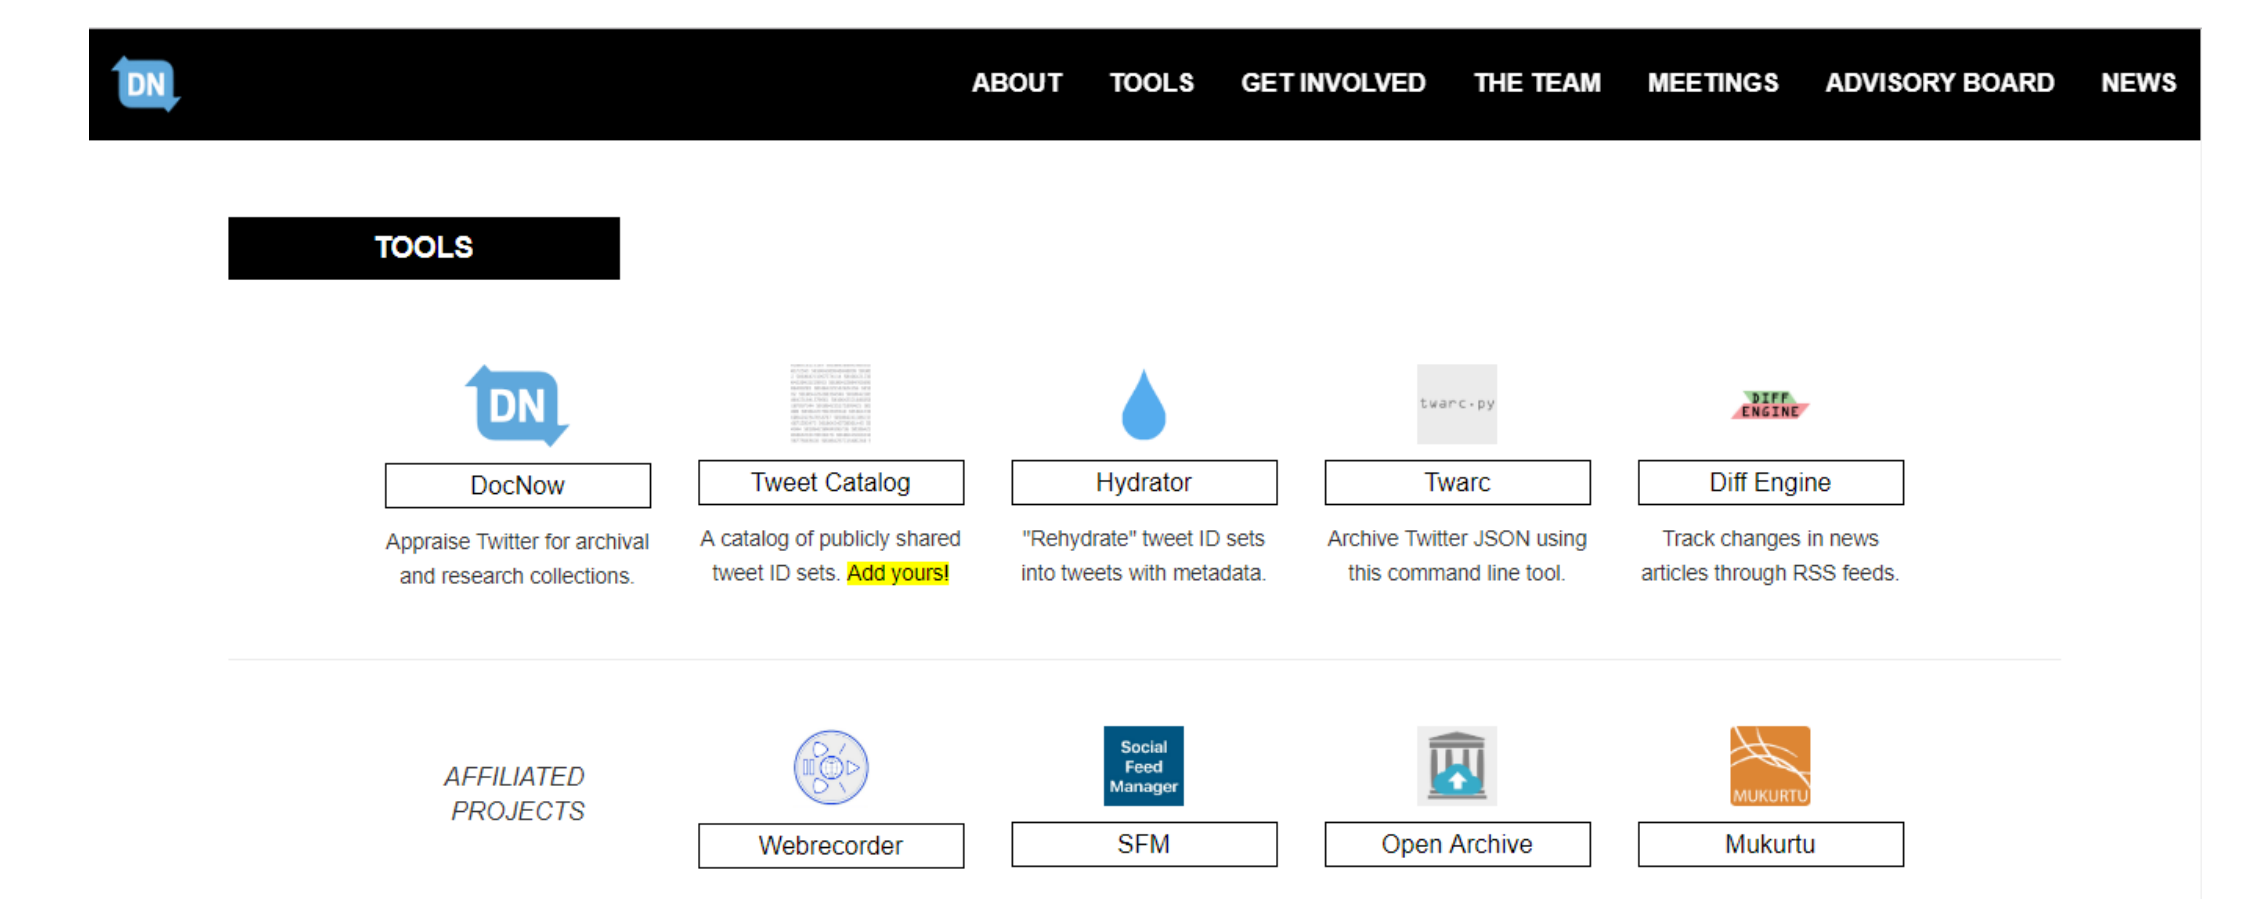 DN
ABOUT TOOLS GET INVOLVED THE TEAM MEETINGS ADVISORY BOARD NEWS
TOOLS
DN
DocNow
Appraise Twitter for archival
and research collections.
Tweet Catalog
A catalog of publicly shared
tweet ID sets. Add yours!
Hydrator
"Rehydrate" tweet ID sets
into tweets with metadata.
twarc.py
Twarc
Archive Twitter JSON using
this command line tool.
DIFF
ENGINE
Diff Engine
Track changes in news
articles through RSS feeds.
AFFILIATED
PROJECTS
Webrecorder
Social
Feed
Manager
SFM
Open Archive
MUKURTU
Mukurtu